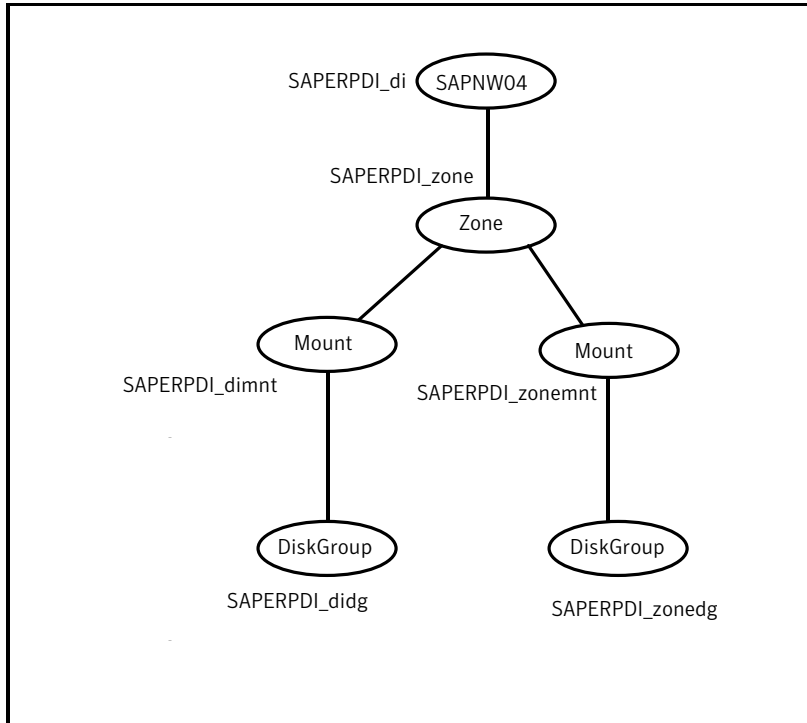 SAPERPDI_di
SAPNW04
SAPERPDI_zone
Zone
Mount
Mount
SAPERPDI_dimnt
SAPERPDI_zonemnt
DiskGroup
DiskGroup
SAPERPDI_didg
SAPERPDI_zonedg